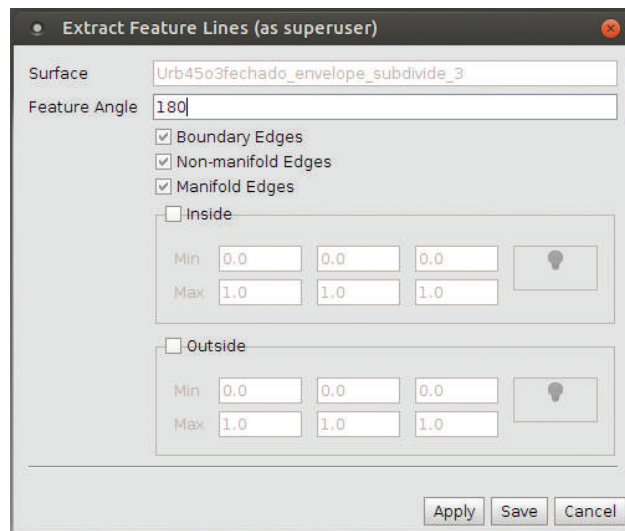 Extract Feature Lines (as superuser)
Surface Urb45o3fechado_envelope_subdivide_3
Feature Angle 180
Boundary Edges
Non-manifold Edges
Manifold Edges
Inside
Min 0.0 0.0 0.0
Max 1.0 1.0 1.0
Outside
Min 0.0 0.0 0.0
Max 1.0 1.0 1.0
Apply Save Cancel